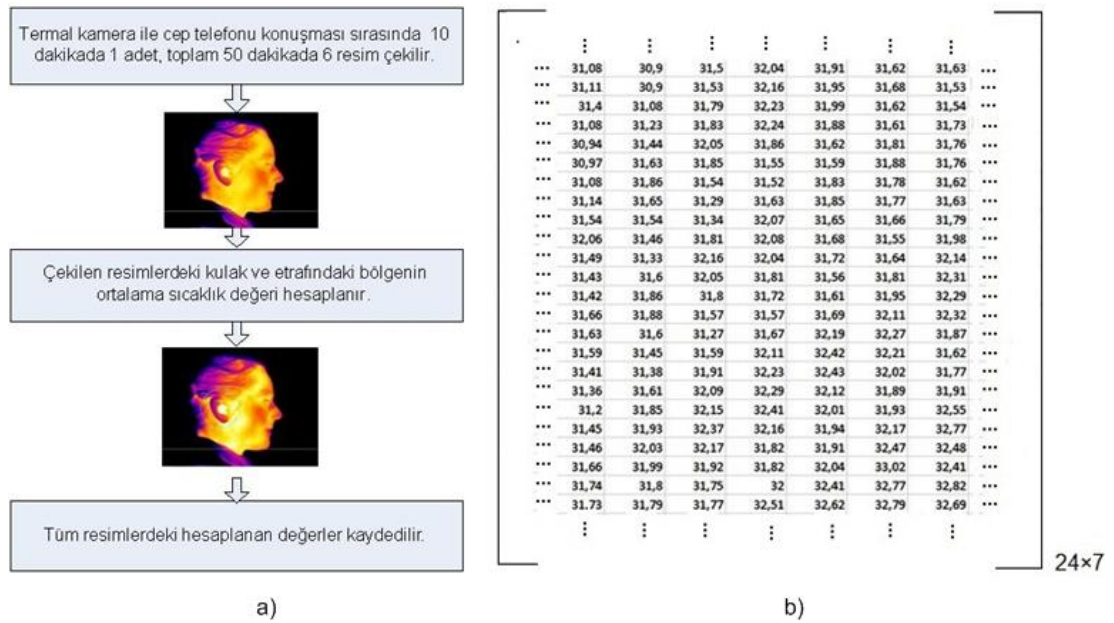 Termal kamera ile cep telefonu konuşması sırasında 10
dakikada 1 adet, toplam 50 dakikada 6 resim çekilir.
Çekilen resimlerdeki kulak ve etrafındaki bölgenin
ortalama sıcaklık değeri hesaplanır.
Tüm resimlerdeki hesaplanan değerler kaydedilir.
a)
⋮ ⋮ ⋮ ⋮ ⋮ ⋮ ⋮
... 31,08 30,9 31,5 32,04 31,91 31,62 31,63 ...
... 31,11 30,9 31,53 32,16 31,95 31,68 31,53 ...
... 31,4 31,08 31,79 32,23 31,99 31,62 31,54 ...
... 31,08 31,23 31,83 32,24 31,88 31,61 31,73 ...
... 30,94 31,44 32,05 31,86 31,62 31,81 31,76 ...
... 30,97 31,63 31,85 31,55 31,59 31,88 31,76 ...
... 31,08 31,86 31,54 31,52 31,83 31,78 31,62 ...
... 31,14 31,65 31,29 31,63 31,85 31,77 31,63 ...
... 31,54 31,54 31,34 32,07 31,65 31,66 31,79 ...
... 32,06 31,46 31,81 32,08 31,68 31,55 31,98 ...
... 31,49 31,33 32,16 32,04 31,72 31,64 32,14 ...
... 31,43 31,6 32,05 31,81 31,56 31,81 32,31 ...
... 31,42 31,86 31,8 31,72 31,61 31,95 32,29 ...
... 31,66 31,88 31,57 31,57 31,69 32,11 32,32 ...
... 31,63 31,6 31,27 31,67 32,19 32,27 31,87 ...
... 31,59 31,45 31,59 32,11 32,42 32,21 31,62 ...
... 31,41 31,38 31,91 32,23 32,43 32,02 31,77 ...
... 31,36 31,61 32,09 32,29 32,12 31,89 31,91 ...
... 31,2 31,85 32,15 32,41 32,01 31,93 32,55 ...
... 31,45 31,93 32,37 32,16 31,94 32,17 32,77 ...
... 31,46 32,03 32,17 31,82 31,91 32,47 32,48 ...
... 31,66 31,99 31,92 31,82 32,04 33,02 32,41 ...
... 31,74 31,8 31,75 32 32,41 32,77 32,82 ...
... 31.73 31,79 31,77 32,51 32,62 32,79 32,69 ...
⋮ ⋮ ⋮ ⋮ ⋮ ⋮ ⋮
24×7
b)